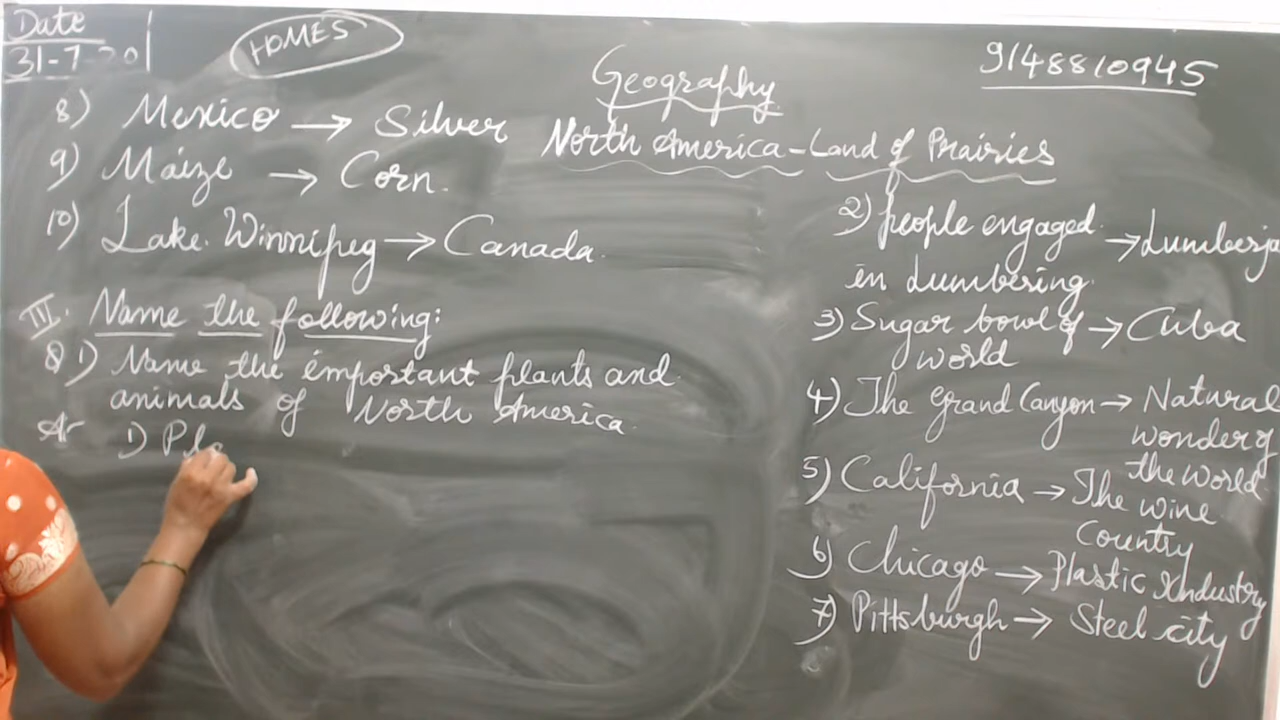 Date
31-7-20
HOMES
9148810945
Geography
North America - Land of Prairies
8) Mexico → Silver
9) Maize → Corn.
10) Lake Winnipeg → Canada.
III. Name the following:
Q 1) Name the important plants and
animals of North America.
A 1) Pla
2) people engaged → Lumberja
in Lumbering.
3) Sugar bowl of → Cuba
world
4) The Grand Canyon → Natural
wonder of
the world
5) California → The wine
Country
6) Chicago → Plastic Industry
7) Pittsburgh → Steel city